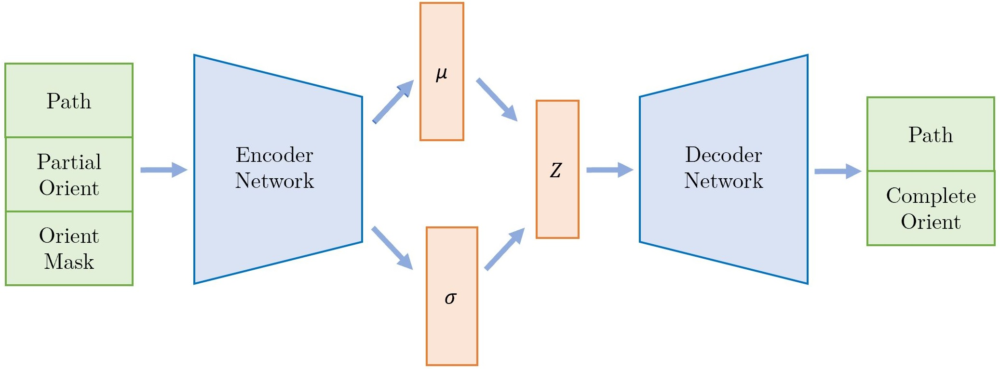 Path
Partial
Orient
Orient
Mask
Encoder
Network
μ
σ
Z
Decoder
Network
Path
Complete
Orient